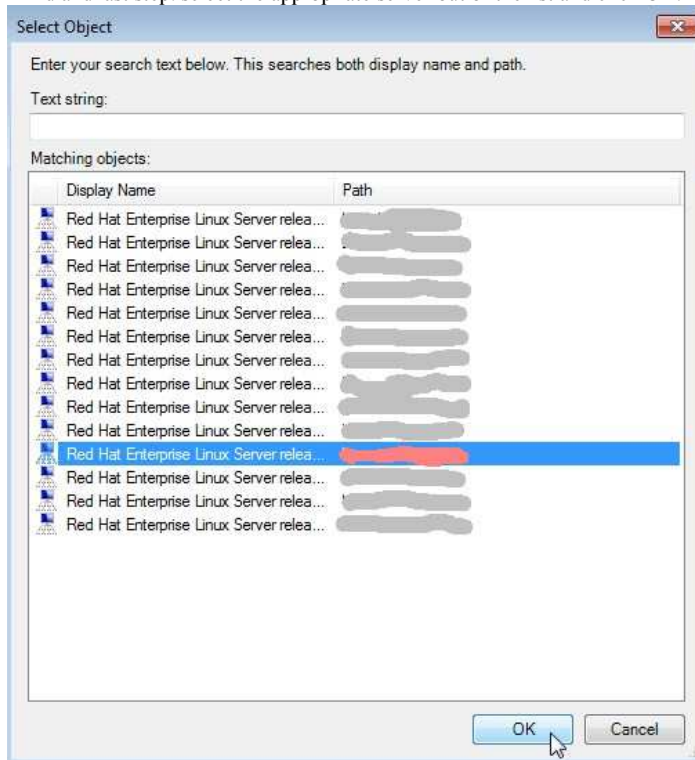 Select Object
Enter your search text below. This searches both display name and path.
Text string:
Matching objects:
Display Name Path
Red Hat Enterprise Linux Server relea...
Red Hat Enterprise Linux Server relea...
Red Hat Enterprise Linux Server relea...
Red Hat Enterprise Linux Server relea...
Red Hat Enterprise Linux Server relea...
Red Hat Enterprise Linux Server relea...
Red Hat Enterprise Linux Server relea...
Red Hat Enterprise Linux Server relea...
Red Hat Enterprise Linux Server relea...
Red Hat Enterprise Linux Server relea...
Red Hat Enterprise Linux Server relea...
Red Hat Enterprise Linux Server relea...
Red Hat Enterprise Linux Server relea...
Red Hat Enterprise Linux Server relea...
OK Cancel